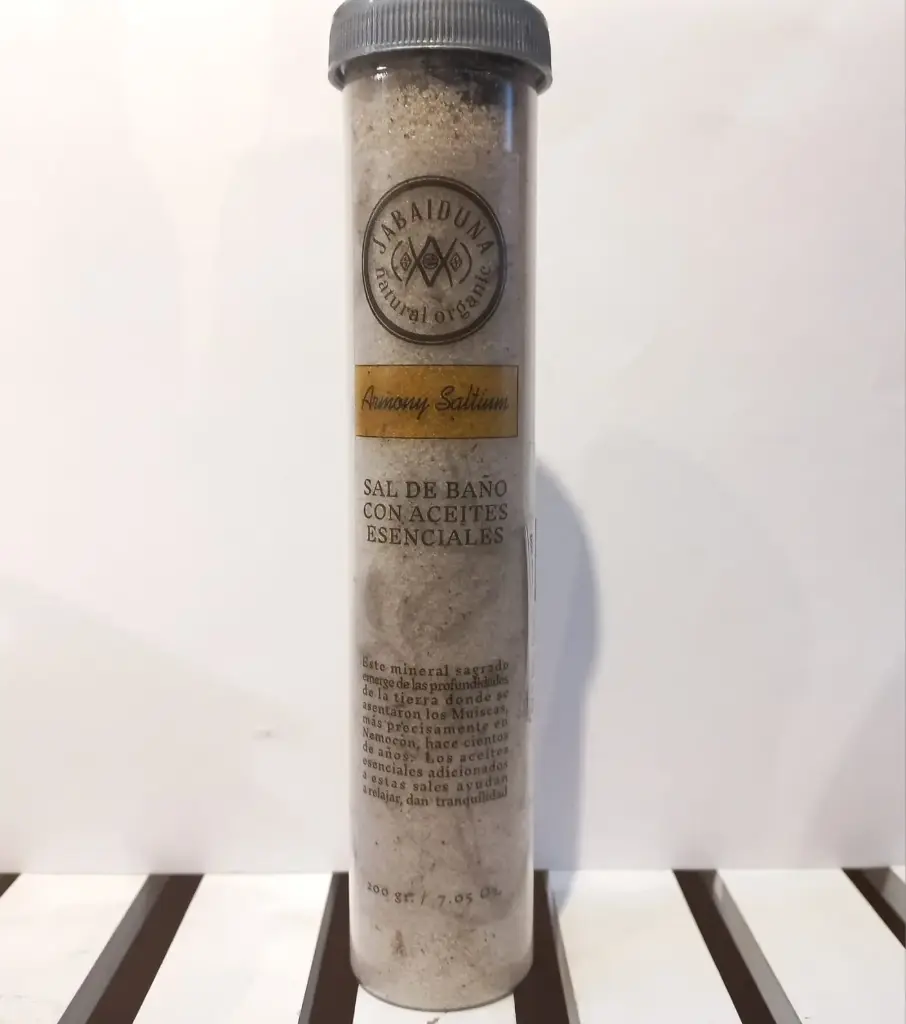 JABAIDUNA
natural organic
Armony Saltium
SAL DE BAÑO
CON ACEITES
ESENCIALES
Este mineral sagrado
emerge de las profundidades
de la tierra donde se
asentaron los Muiscas,
más precisamente en
Nemocón, hace cientos
de años. Los aceites
esenciales adicionados
a estas sales ayudan
a relajar, dan tranquilidad
200 gr. / 7.05 Oz.